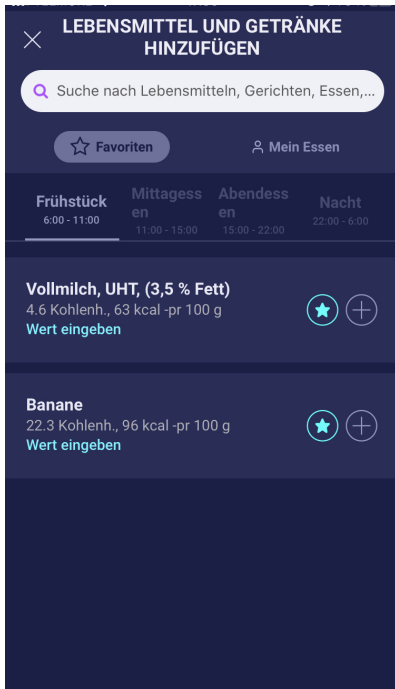 LEBENSMITTEL UND GETRÄNKE
HINZUFÜGEN
Suche nach Lebensmitteln, Gerichten, Essen,...
Favoriten
Mein Essen
Frühstück
6:00 - 11:00
Mittagess
en
11:00 - 15:00
Abendess
en
15:00 - 22:00
Nacht
22:00 - 6:00
Vollmilch, UHT, (3,5 % Fett)
4.6 Kohlenh., 63 kcal -pr 100 g
Wert eingeben
Banane
22.3 Kohlenh., 96 kcal -pr 100 g
Wert eingeben